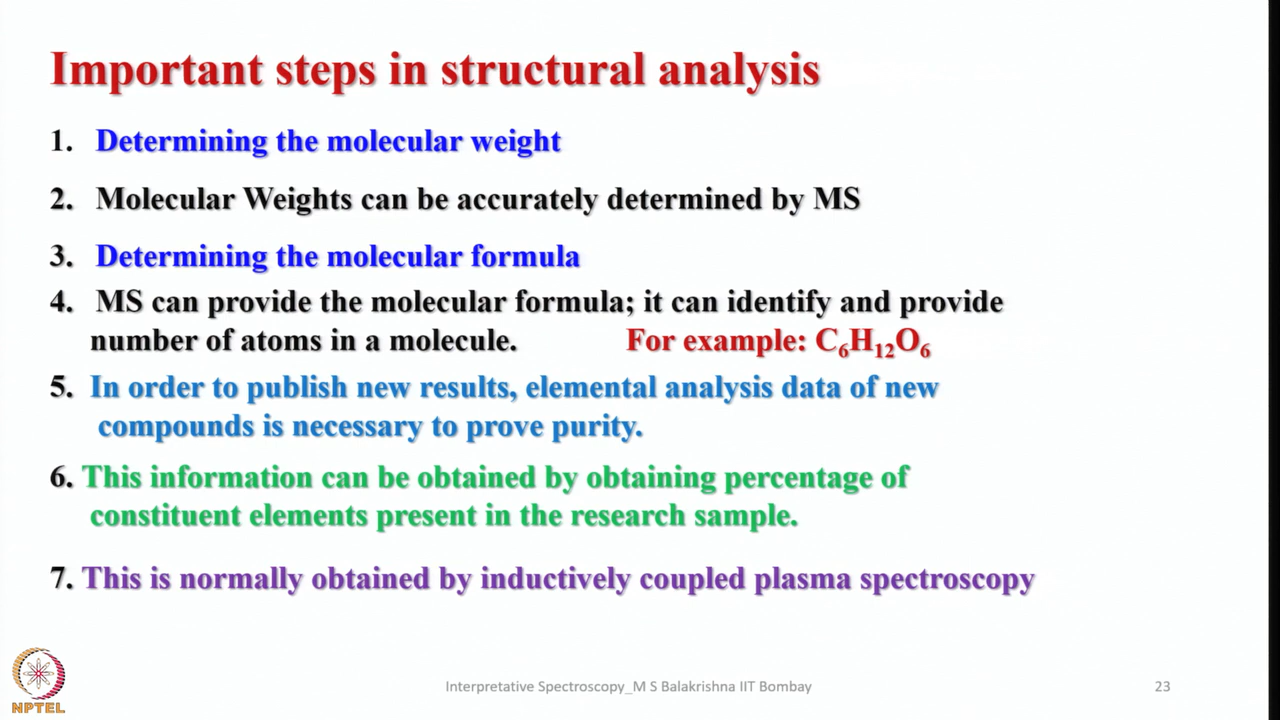 Important steps in structural analysis
1. Determining the molecular weight
2. Molecular Weights can be accurately determined by MS
3. Determining the molecular formula
4. MS can provide the molecular formula; it can identify and provide
number of atoms in a molecule. For example: C₆H₁₂O₆
5. In order to publish new results, elemental analysis data of new
compounds is necessary to prove purity.
6. This information can be obtained by obtaining percentage of
constituent elements present in the research sample.
7. This is normally obtained by inductively coupled plasma spectroscopy
NPTEL
Interpretative Spectroscopy_M S Balakrishna IIT Bombay
23